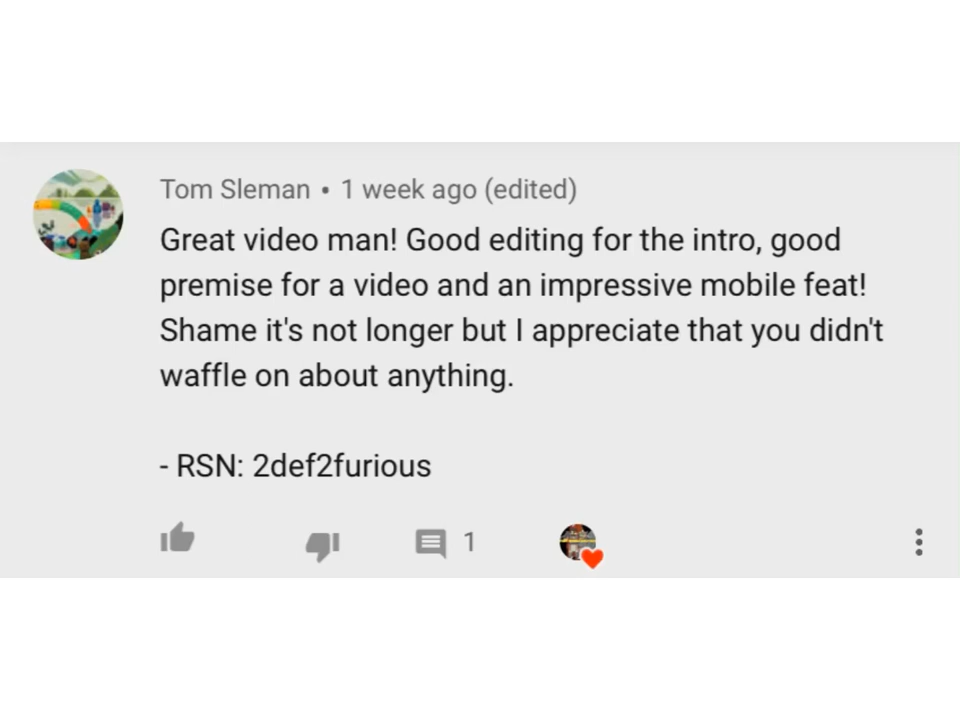 Tom Sleman • 1 week ago (edited)
Great video man! Good editing for the intro, good
premise for a video and an impressive mobile feat!
Shame it's not longer but I appreciate that you didn't
waffle on about anything.
- RSN: 2def2furious
1